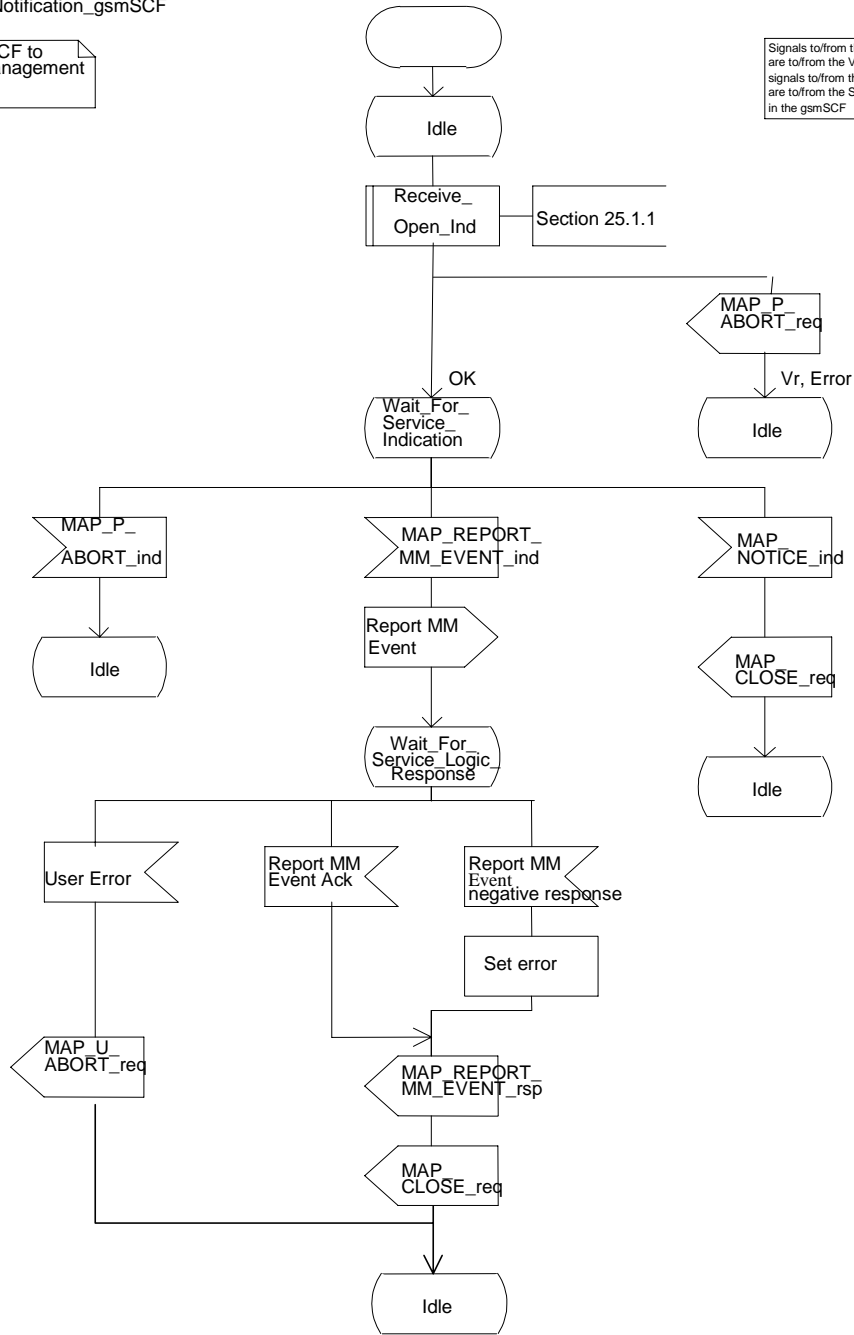 Notification_gsmSCF
CF to
nagement
Signals to/from t
are to/from the V
signals to/from th
are to/from the S
in the gsmSCF
Idle
Receive_
Open_Ind
Section 25.1.1
MAP_P_
ABORT_req
OK
Vr, Error
Wait_For_
Service_
Indication
Idle
MAP_P_
ABORT_ind
MAP_REPORT_
MM_EVENT_ind
MAP_
NOTICE_ind
Report MM
Event
Idle
MAP_
CLOSE_req
Wait_For_
Service_Logic_
Response
Idle
User Error
Report MM
Event Ack
Report MM
Event
negative response
Set error
MAP_U_
ABORT_req
MAP_REPORT_
MM_EVENT_rsp
MAP_
CLOSE_req
Idle